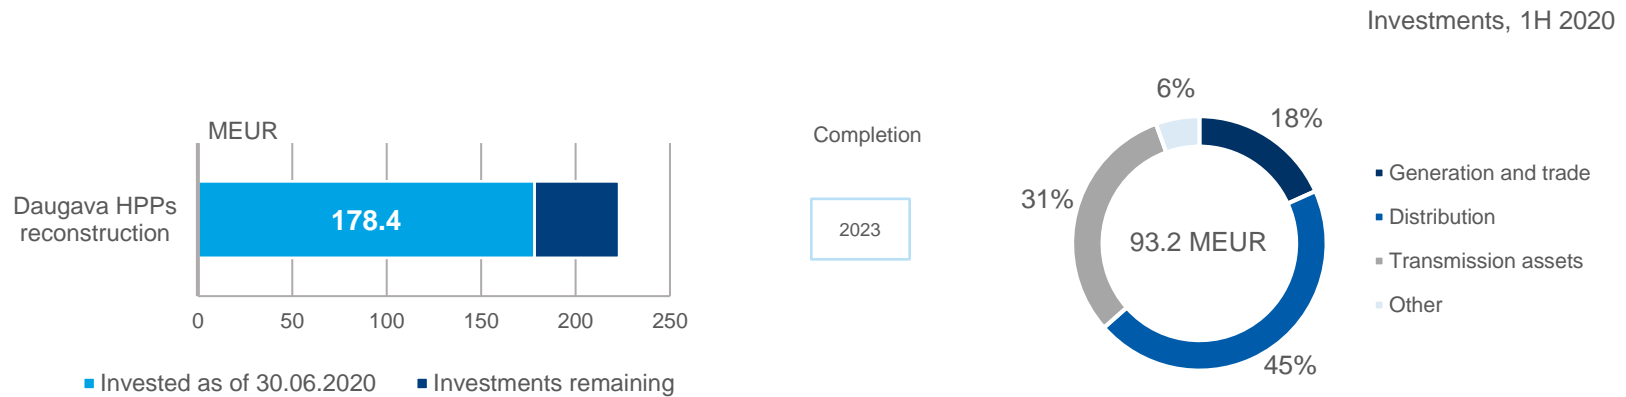 Investments, 1H 2020
MEUR
Daugava HPPs
reconstruction
178.4
0 50 100 150 200 250
Invested as of 30.06.2020 Investments remaining
Completion
2023
6%
18%
31%
93.2 MEUR
45%
Generation and trade
Distribution
Transmission assets
Other